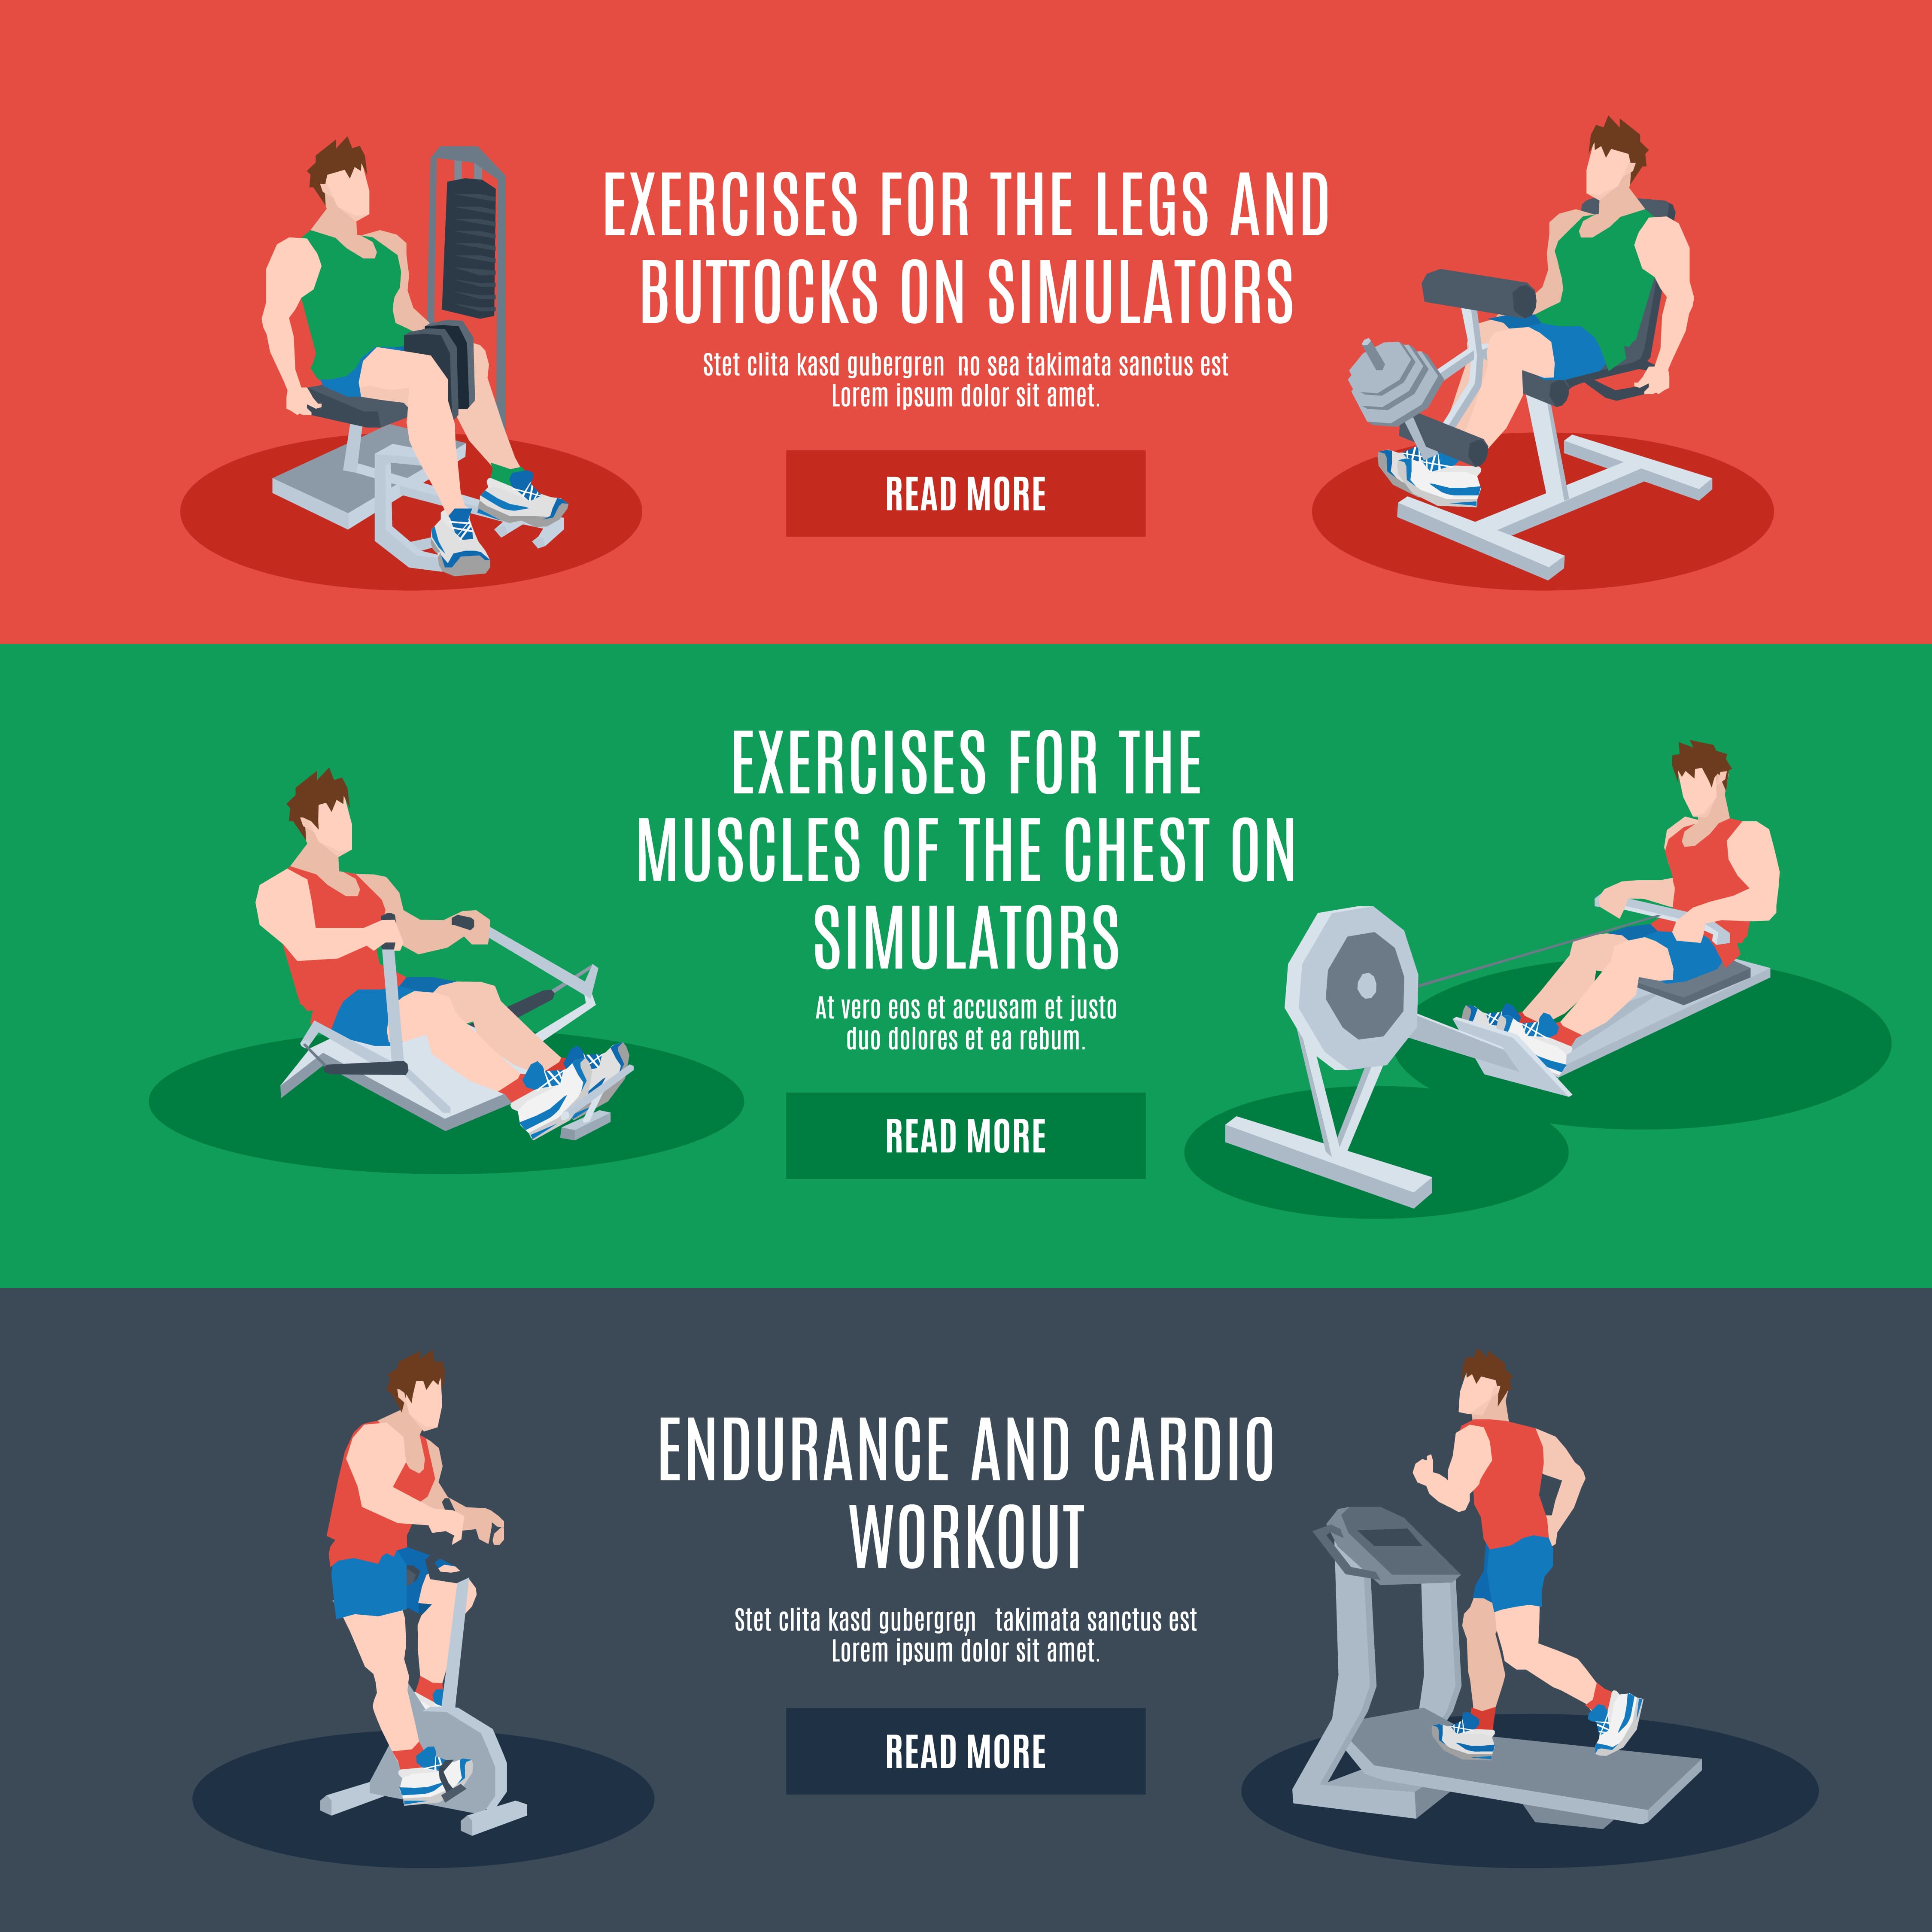 EXERCISES FOR THE LEGS AND
BUTTOCKS ON SIMULATORS
Stet clita kasd gubergren no sea takimata sanctus est
Lorem ipsum dolor sit amet.
READ MORE
EXERCISES FOR THE
MUSCLES OF THE CHEST ON
SIMULATORS
At vero eos et accusam et justo
duo dolores et ea rebum.
READ MORE
ENDURANCE AND CARDIO
WORKOUT
Stet clita kasd gubergren, takimata sanctus est
Lorem ipsum dolor sit amet.
READ MORE